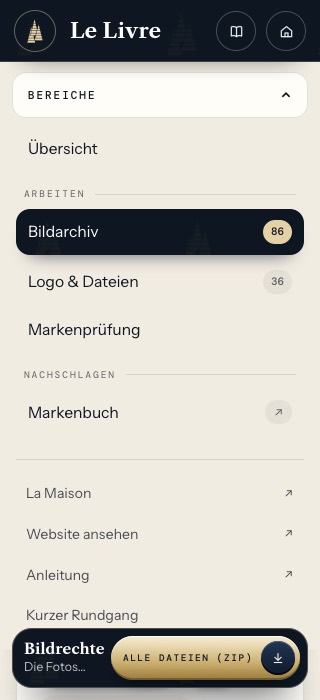 Le Livre
BEREICHE
Übersicht
ARBEITEN
Bildarchiv 86
Logo & Dateien 36
Markenprüfung
NACHSCHLAGEN
Markenbuch
La Maison
Website ansehen
Anleitung
Kurzer Rundgang
Bildrechte
Die Fotos…
ALLE DATEIEN (ZIP)